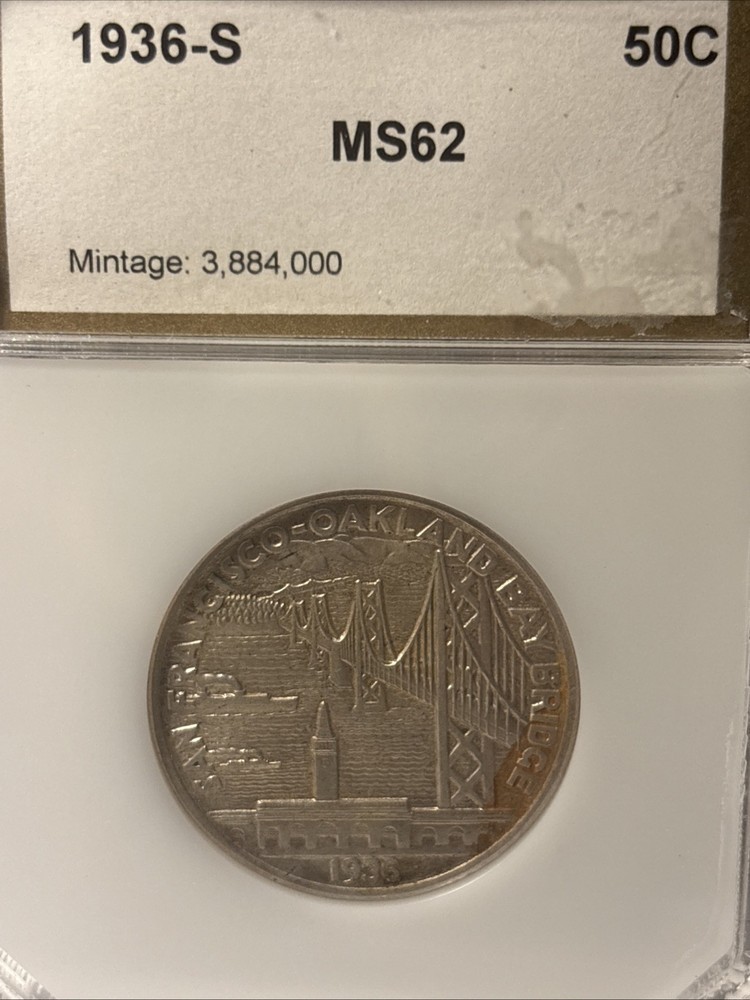 1936-S 50C
MS62
Mintage: 3,884,000
SAN FRANCISCO-OAKLAND BAY BRIDGE
1936